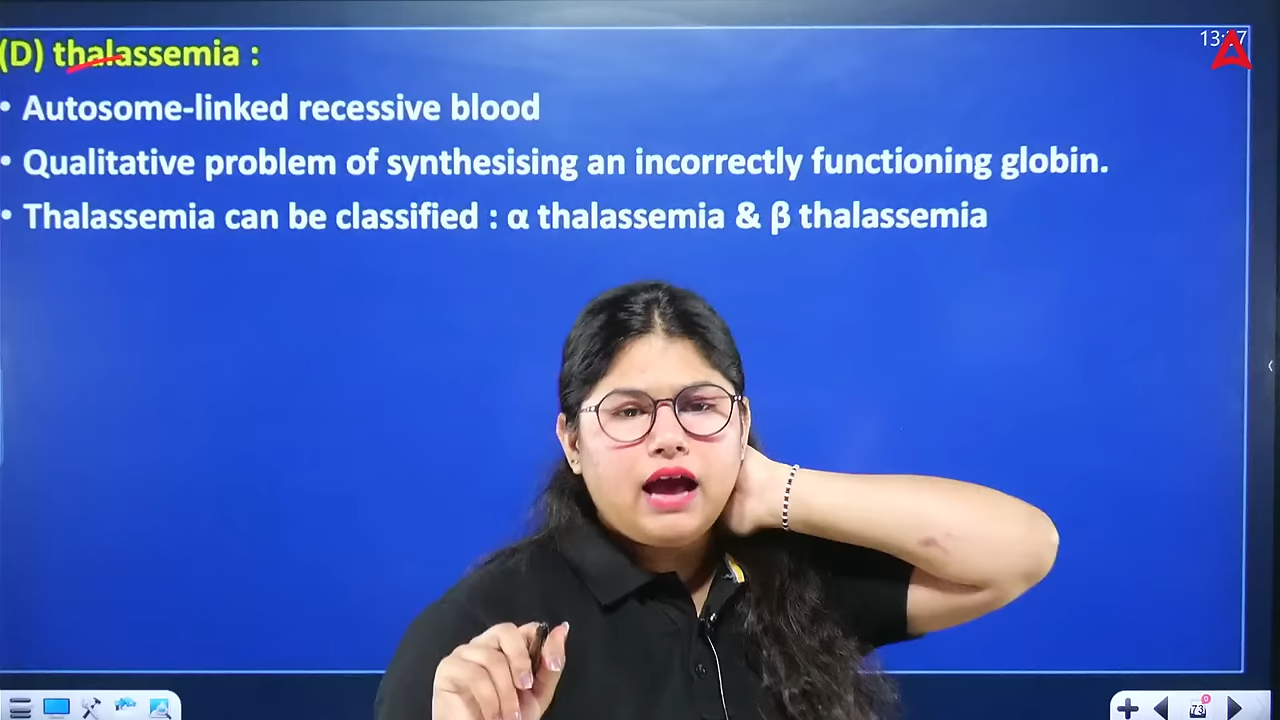 (D) thalassemia :
• Autosome-linked recessive blood
• Qualitative problem of synthesising an incorrectly functioning globin.
• Thalassemia can be classified : α thalassemia & β thalassemia
73